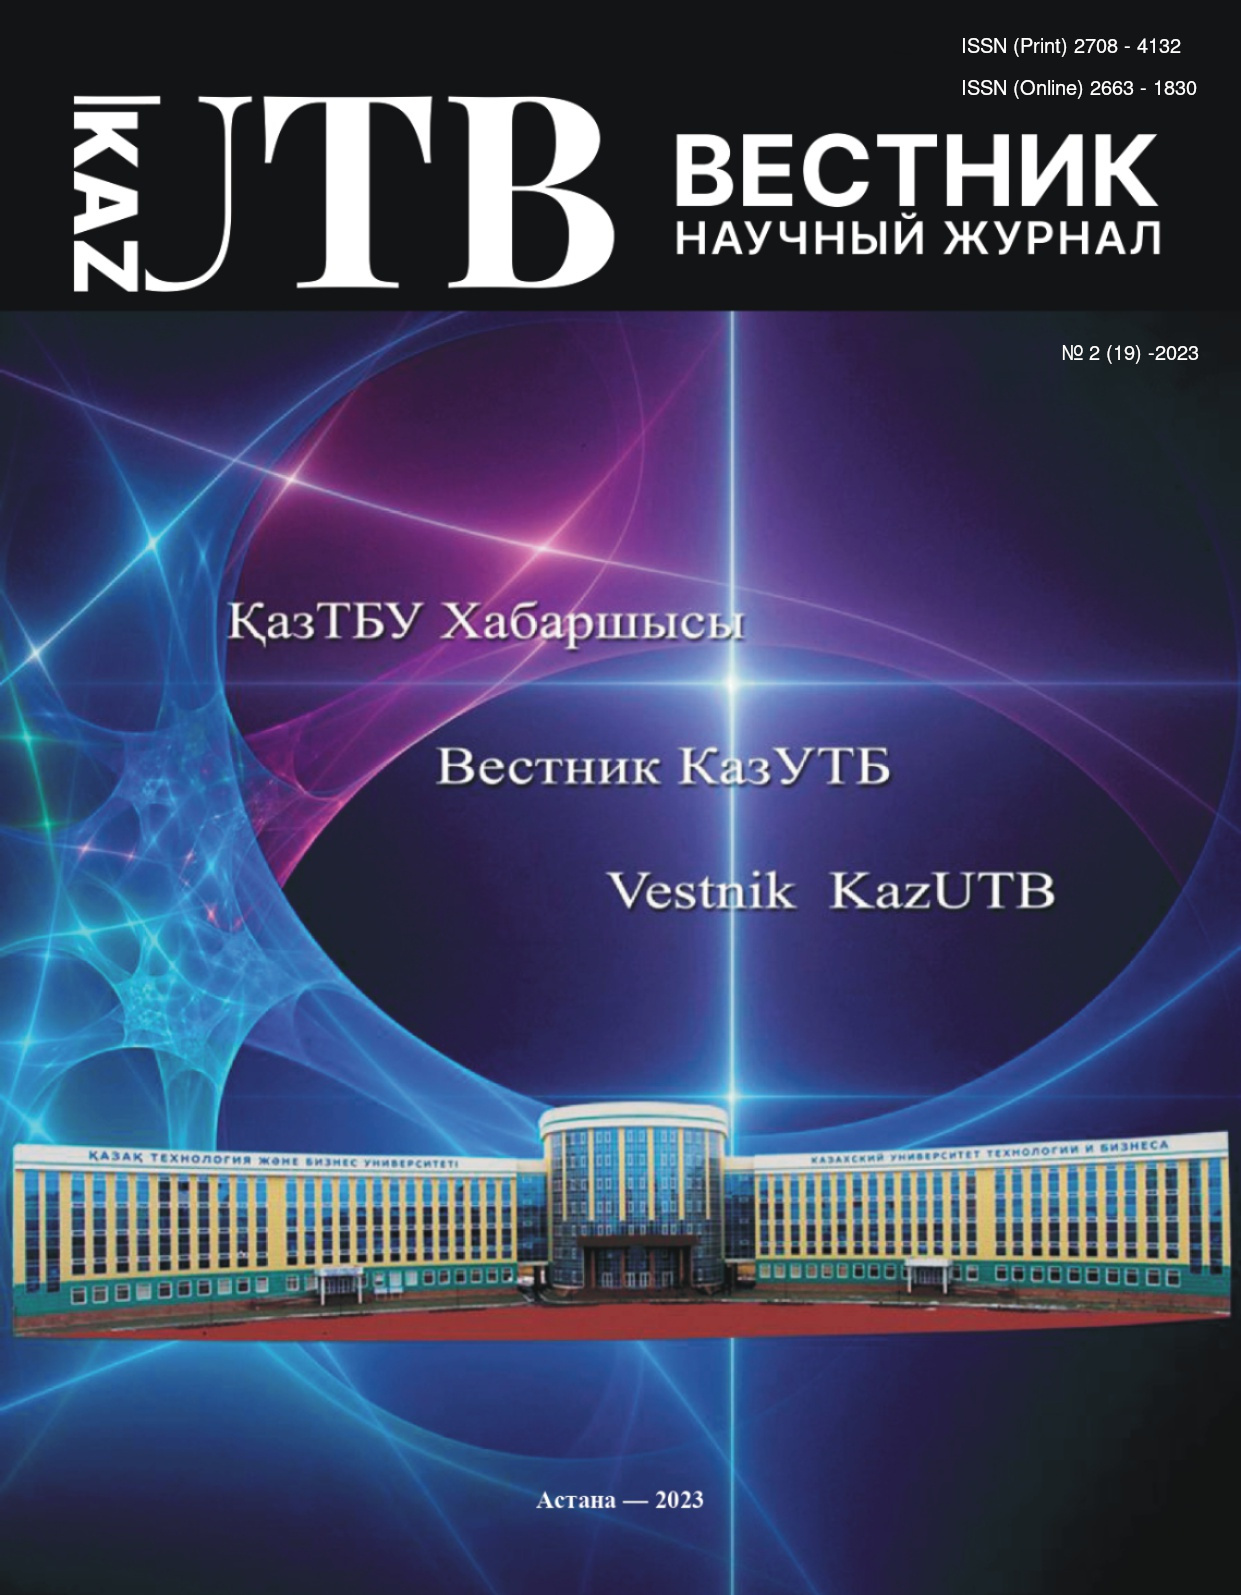 ISSN (Print) 2708 - 4132
ISSN (Online) 2663 - 1830
KAZ
UTB
ВЕСТНИК
НАУЧНЫЙ ЖУРНАЛ
№ 2 (19) -2023
ҚазТБУ Хабаршысы
Вестник КазУТБ
Vestnik KazUTB
ҚАЗАҚ ТЕХНОЛОГИЯ ЖӘНЕ БИЗНЕС УНИВЕРСИТЕТІ
КАЗАХСКИЙ УНИВЕРСИТЕТ ТЕХНОЛОГИИ И БИЗНЕСА
Астана — 2023